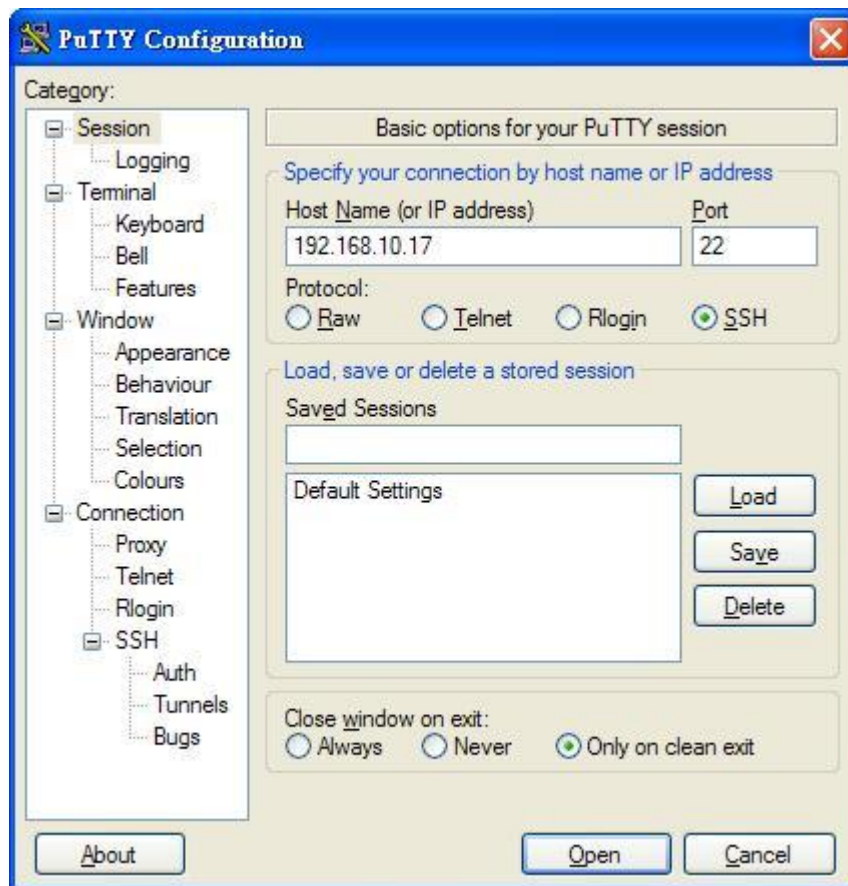 PuTTY Configuration
Category:
Session
Logging
Terminal
Keyboard
Bell
Features
Window
Appearance
Behaviour
Translation
Selection
Colours
Connection
Proxy
Telnet
Rlogin
SSH
Auth
Tunnels
Bugs
Basic options for your PuTTY session
Specify your connection by host name or IP address
Host Name (or IP address) Port
192.168.10.17 22
Protocol:
Raw Telnet Rlogin SSH
Load, save or delete a stored session
Saved Sessions
Default Settings
Load
Save
Delete
Close window on exit:
Always Never Only on clean exit
About Open Cancel